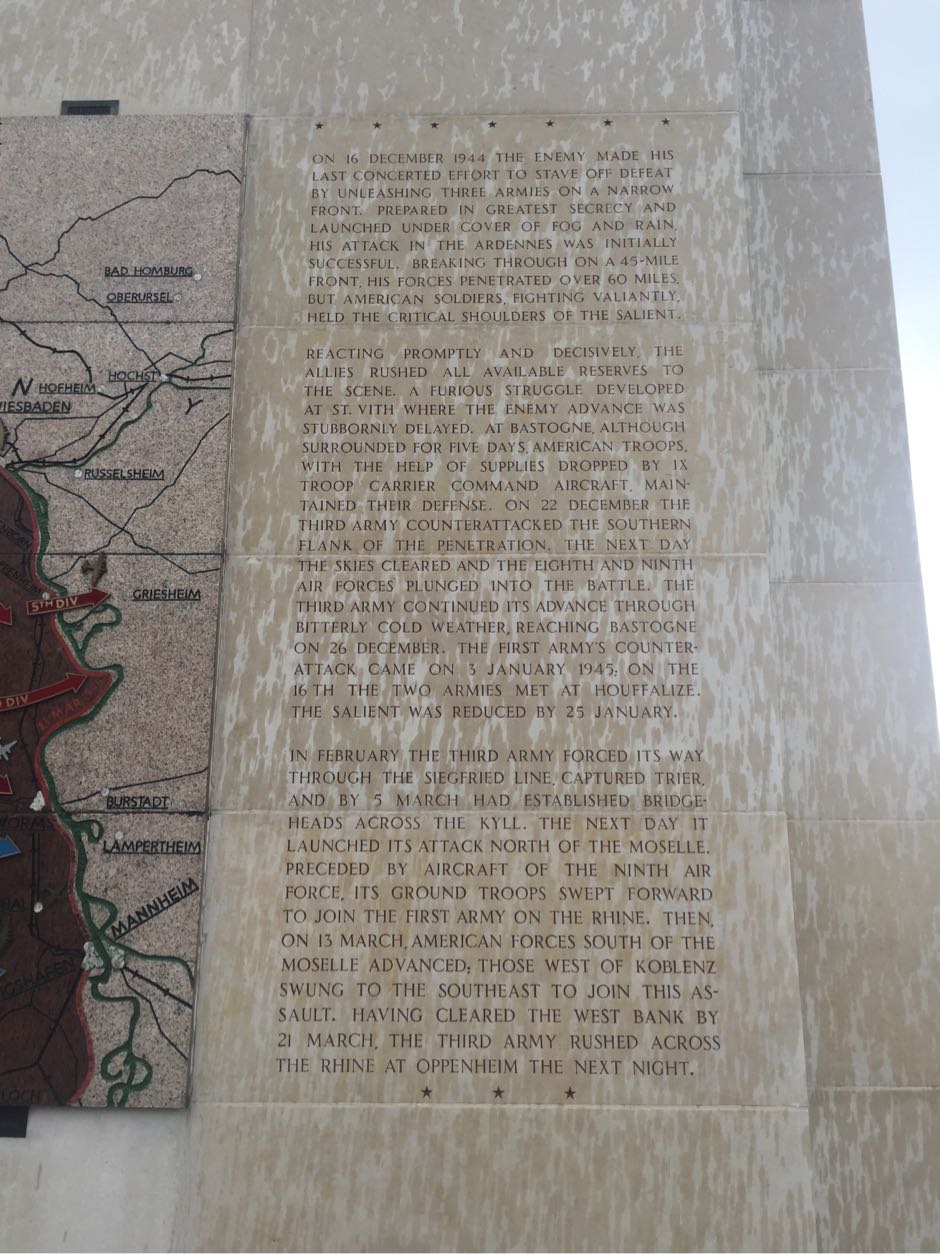 BAD HOMBURG
OBERURSEL
HOCHST
N
HOFHEIM
WIESBADEN
Y
RUSSELSHEIM
5TH DIV
GRIESHEIM
DIV
BURSTADT
WORMS
LAMPERTHEIM
MANNHEIM
ON 16 DECEMBER 1944 THE ENEMY MADE HIS
LAST CONCERTED EFFORT TO STAVE OFF DEFEAT
BY UNLEASHING THREE ARMIES ON A NARROW
FRONT. PREPARED IN GREATEST SECRECY AND
LAUNCHED UNDER COVER OF FOG AND RAIN,
HIS ATTACK IN THE ARDENNES WAS INITIALLY
SUCCESSFUL. BREAKING THROUGH ON A 45-MILE
FRONT, HIS FORCES PENETRATED OVER 60 MILES,
BUT AMERICAN SOLDIERS, FIGHTING VALIANTLY,
HELD THE CRITICAL SHOULDERS OF THE SALIENT.
REACTING PROMPTLY AND DECISIVELY, THE
ALLIES RUSHED ALL AVAILABLE RESERVES TO
THE SCENE. A FURIOUS STRUGGLE DEVELOPED
AT ST. VITH WHERE THE ENEMY ADVANCE WAS
STUBBORNLY DELAYED. AT BASTOGNE, ALTHOUGH
SURROUNDED FOR FIVE DAYS, AMERICAN TROOPS,
WITH THE HELP OF SUPPLIES DROPPED BY IX
TROOP CARRIER COMMAND AIRCRAFT, MAIN-
TAINED THEIR DEFENSE. ON 22 DECEMBER THE
THIRD ARMY COUNTERATTACKED THE SOUTHERN
FLANK OF THE PENETRATION. THE NEXT DAY
THE SKIES CLEARED AND THE EIGHTH AND NINTH
AIR FORCES PLUNGED INTO THE BATTLE. THE
THIRD ARMY CONTINUED ITS ADVANCE THROUGH
BITTERLY COLD WEATHER, REACHING BASTOGNE
ON 26 DECEMBER. THE FIRST ARMY'S COUNTER-
ATTACK CAME ON 3 JANUARY 1945; ON THE
16TH THE TWO ARMIES MET AT HOUFFALIZE.
THE SALIENT WAS REDUCED BY 25 JANUARY.
IN FEBRUARY THE THIRD ARMY FORCED ITS WAY
THROUGH THE SIEGFRIED LINE, CAPTURED TRIER,
AND BY 5 MARCH HAD ESTABLISHED BRIDGE-
HEADS ACROSS THE KYLL. THE NEXT DAY IT
LAUNCHED ITS ATTACK NORTH OF THE MOSELLE.
PRECEDED BY AIRCRAFT OF THE NINTH AIR
FORCE, ITS GROUND TROOPS SWEPT FORWARD
TO JOIN THE FIRST ARMY ON THE RHINE. THEN,
ON 13 MARCH, AMERICAN FORCES SOUTH OF THE
MOSELLE ADVANCED; THOSE WEST OF KOBLENZ
SWUNG TO THE SOUTHEAST TO JOIN THIS AS-
SAULT. HAVING CLEARED THE WEST BANK BY
21 MARCH, THE THIRD ARMY RUSHED ACROSS
THE RHINE AT OPPENHEIM THE NEXT NIGHT.